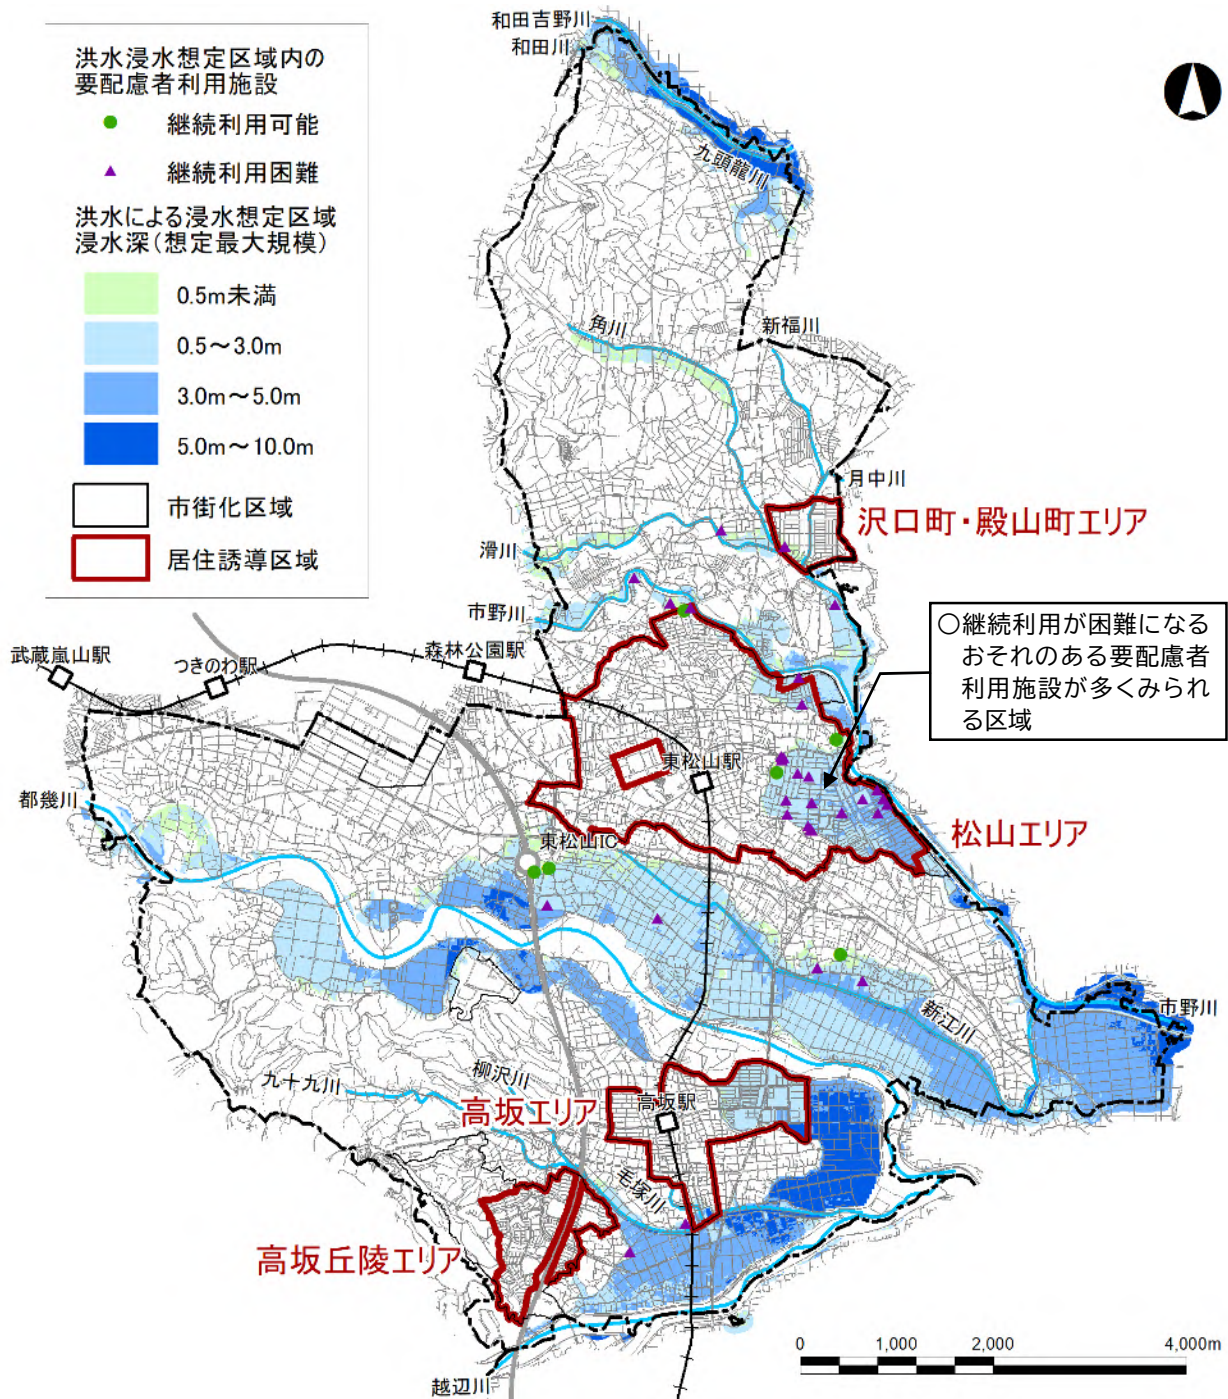 洪水浸水想定区域内の
要配慮者利用施設
継続利用可能
継続利用困難
洪水による浸水想定区域
浸水深(想定最大規模)
0.5m未満
0.5～3.0m
3.0m～5.0m
5.0m～10.0m
市街化区域
居住誘導区域
和田吉野川
和田川
九頭龍川
角川
新福川
月中川
沢口町・殿山町エリア
滑川
市野川
○継続利用が困難になる
おそれのある要配慮者
利用施設が多くみられ
る区域
武蔵嵐山駅
つきのわ駅
森林公園駅
東松山駅
都幾川
東松山IC
松山エリア
新江川
市野川
九十九川
柳沢川
高坂エリア
高坂駅
毛塚川
高坂丘陵エリア
越辺川
0 1,000 2,000 4,000m